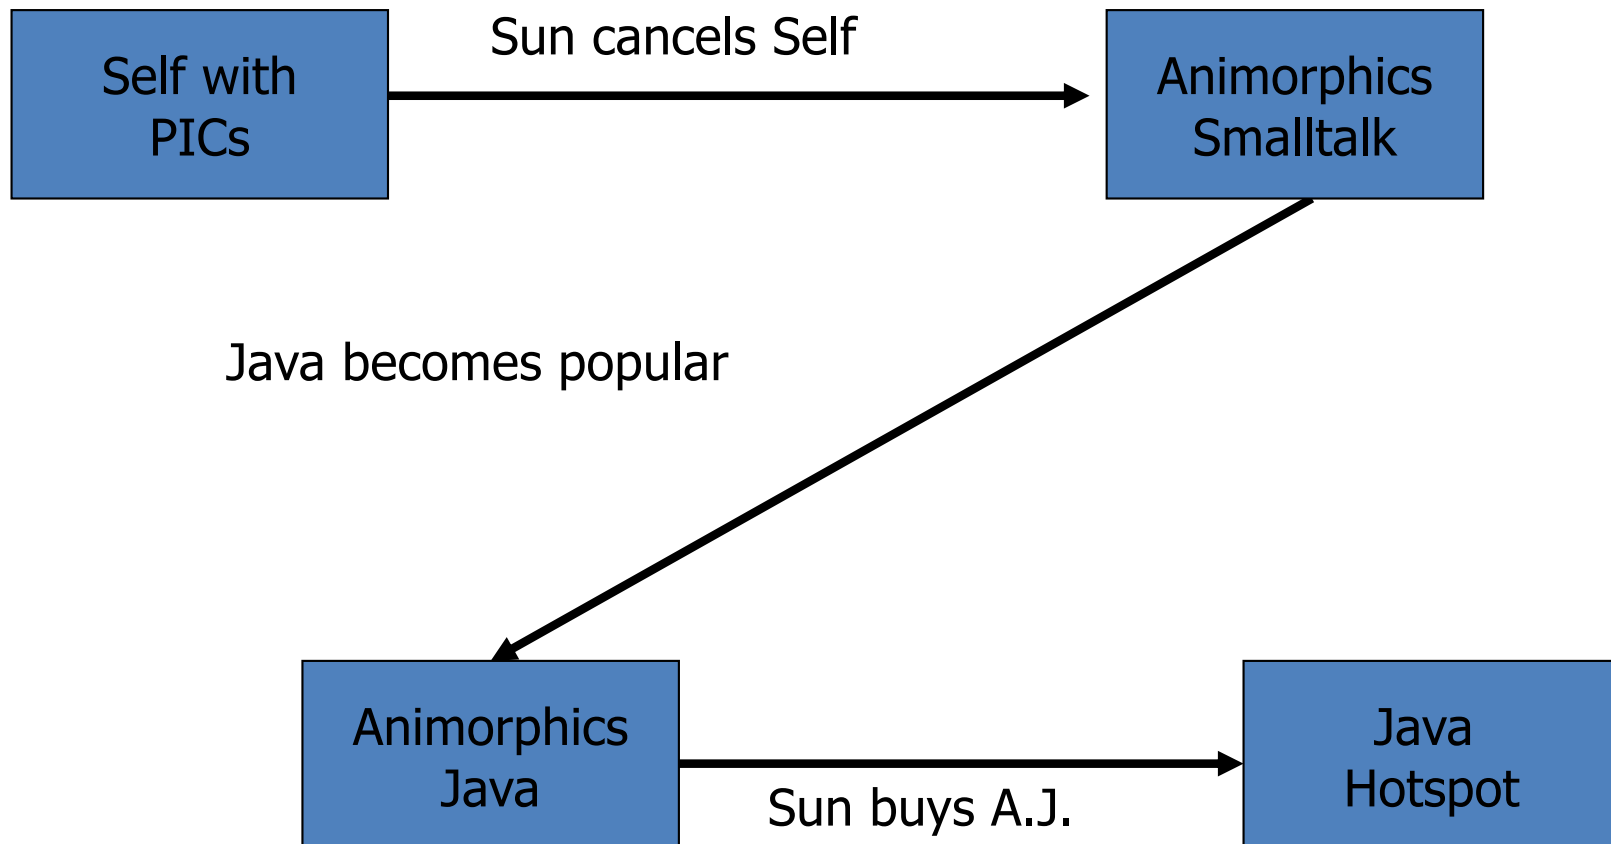 Self with
PICs
Sun cancels Self
Animorphics
Smalltalk
Java becomes popular
Animorphics
Java
Sun buys A.J.
Java
Hotspot